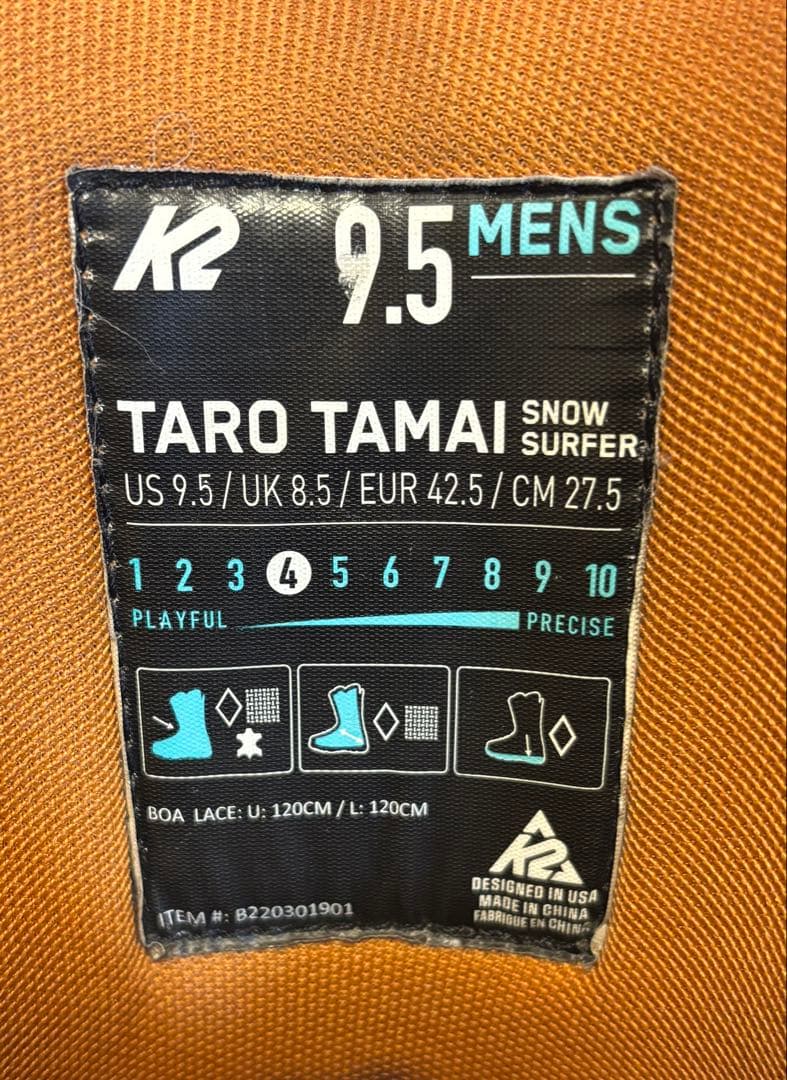 K2 9.5 MENS
TARO TAMAI SNOW SURFER
US 9.5 / UK 8.5 / EUR 42.5 / CM 27.5
1 2 3 4 5 6 7 8 9 10
PLAYFUL PRECISE
BOA LACE: U: 120CM / L: 120CM
K2
DESIGNED IN USA
MADE IN CHINA
FABRIQUE EN CHINE
ITEM #: B220301901